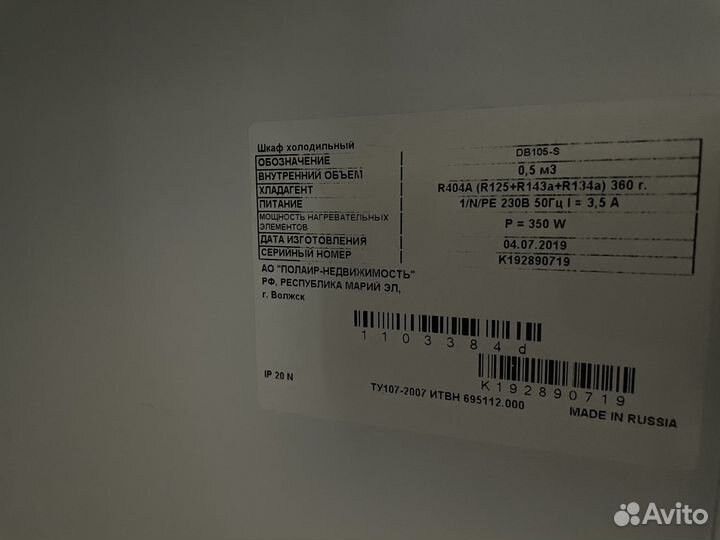 Шкаф холодильный
ОБОЗНАЧЕНИЕ DB105-S
ВНУТРЕННИЙ ОБЪЕМ 0,5 м3
ХЛАДАГЕНТ R404A (R125+R143a+R134a) 360 г.
ПИТАНИЕ 1/N/PE 230В 50Гц I = 3,5 А
МОЩНОСТЬ НАГРЕВАТЕЛЬНЫХ ЭЛЕМЕНТОВ P = 350 W
ДАТА ИЗГОТОВЛЕНИЯ 04.07.2019
СЕРИЙНЫЙ НОМЕР K192890719
АО "ПОЛАИР-НЕДВИЖИМОСТЬ"
РФ, РЕСПУБЛИКА МАРИЙ ЭЛ,
г. Волжск
1103384d
K192890719
IP 20 N
ТУ107-2007 ИТВН 695112.000
MADE IN RUSSIA
Avito